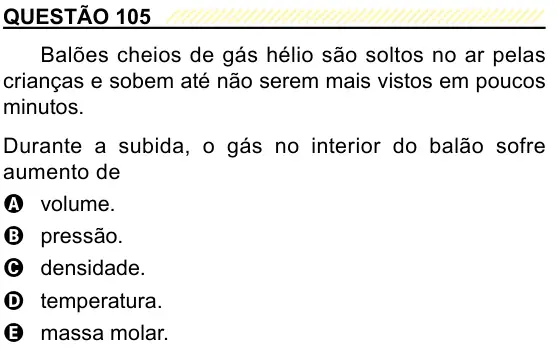 QUESTÃO 105
Balões cheios de gás hélio são soltos no ar pelas
crianças e sobem até não serem mais vistos em poucos
minutos.
Durante a subida, o gás no interior do balão sofre
aumento de
A volume.
B pressão.
C densidade.
D temperatura.
E massa molar.